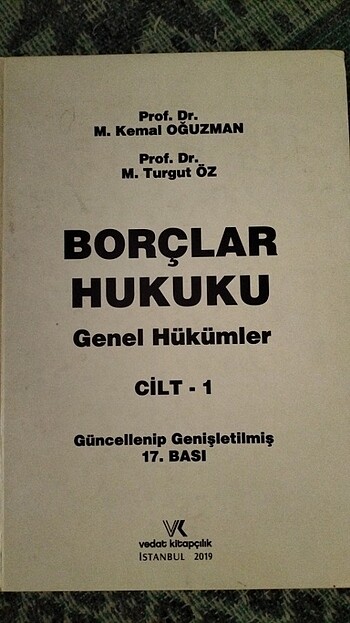 Prof. Dr.
M. Kemal OĞUZMAN
Prof. Dr.
M. Turgut ÖZ
BORÇLAR
HUKUKU
Genel Hükümler
CİLT - 1
Güncellenip Genişletilmiş
17. BASI
VK
vedat kitapçılık
İSTANBUL 2019